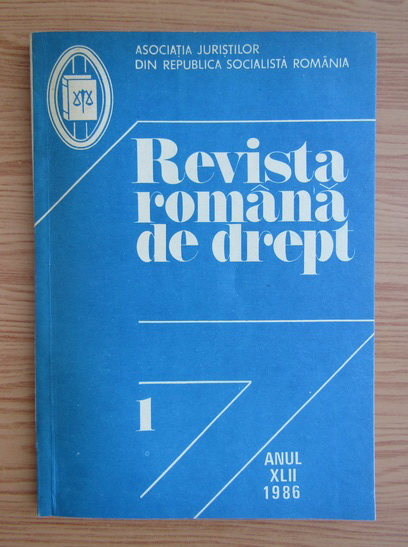 ASOCIAȚIA JURIȘTILOR
DIN REPUBLICA SOCIALISTĂ ROMÂNIA
Revista
română
de drept
1
ANUL
XLII
1986